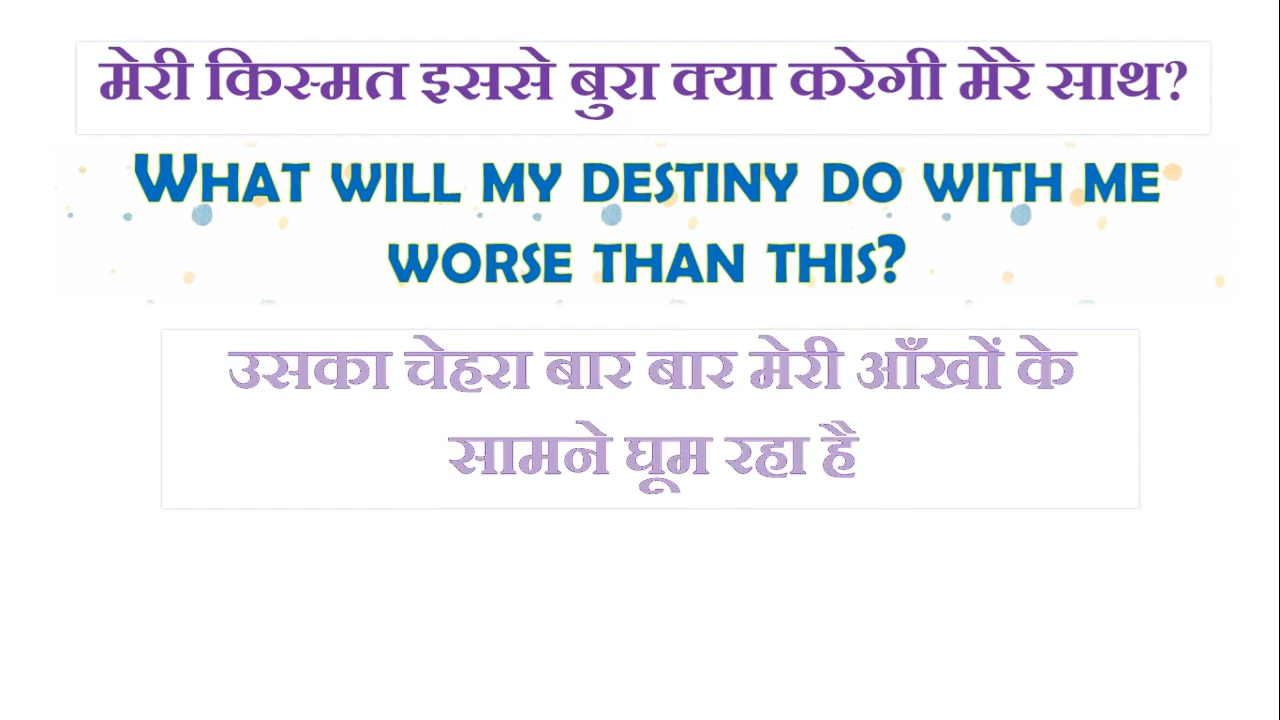 मेरी किस्मत इससे बुरा क्या करेगी मेरे साथ?
WHAT WILL MY DESTINY DO WITH ME
WORSE THAN THIS?
उसका चेहरा बार बार मेरी आँखों के
सामने घूम रहा है